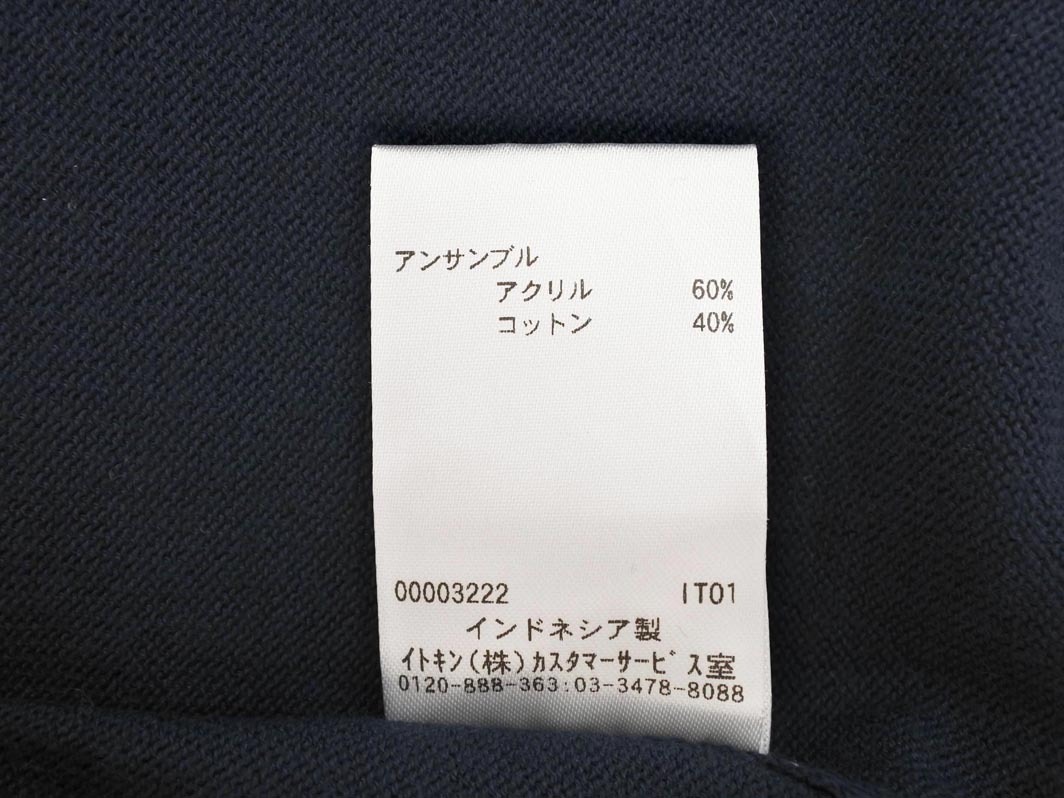 アンサンブル
アクリル 60%
コットン 40%
00003222 IT01
インドネシア製
イトキン(株)カスタマーサービス室
0120-888-363:03-3478-8088